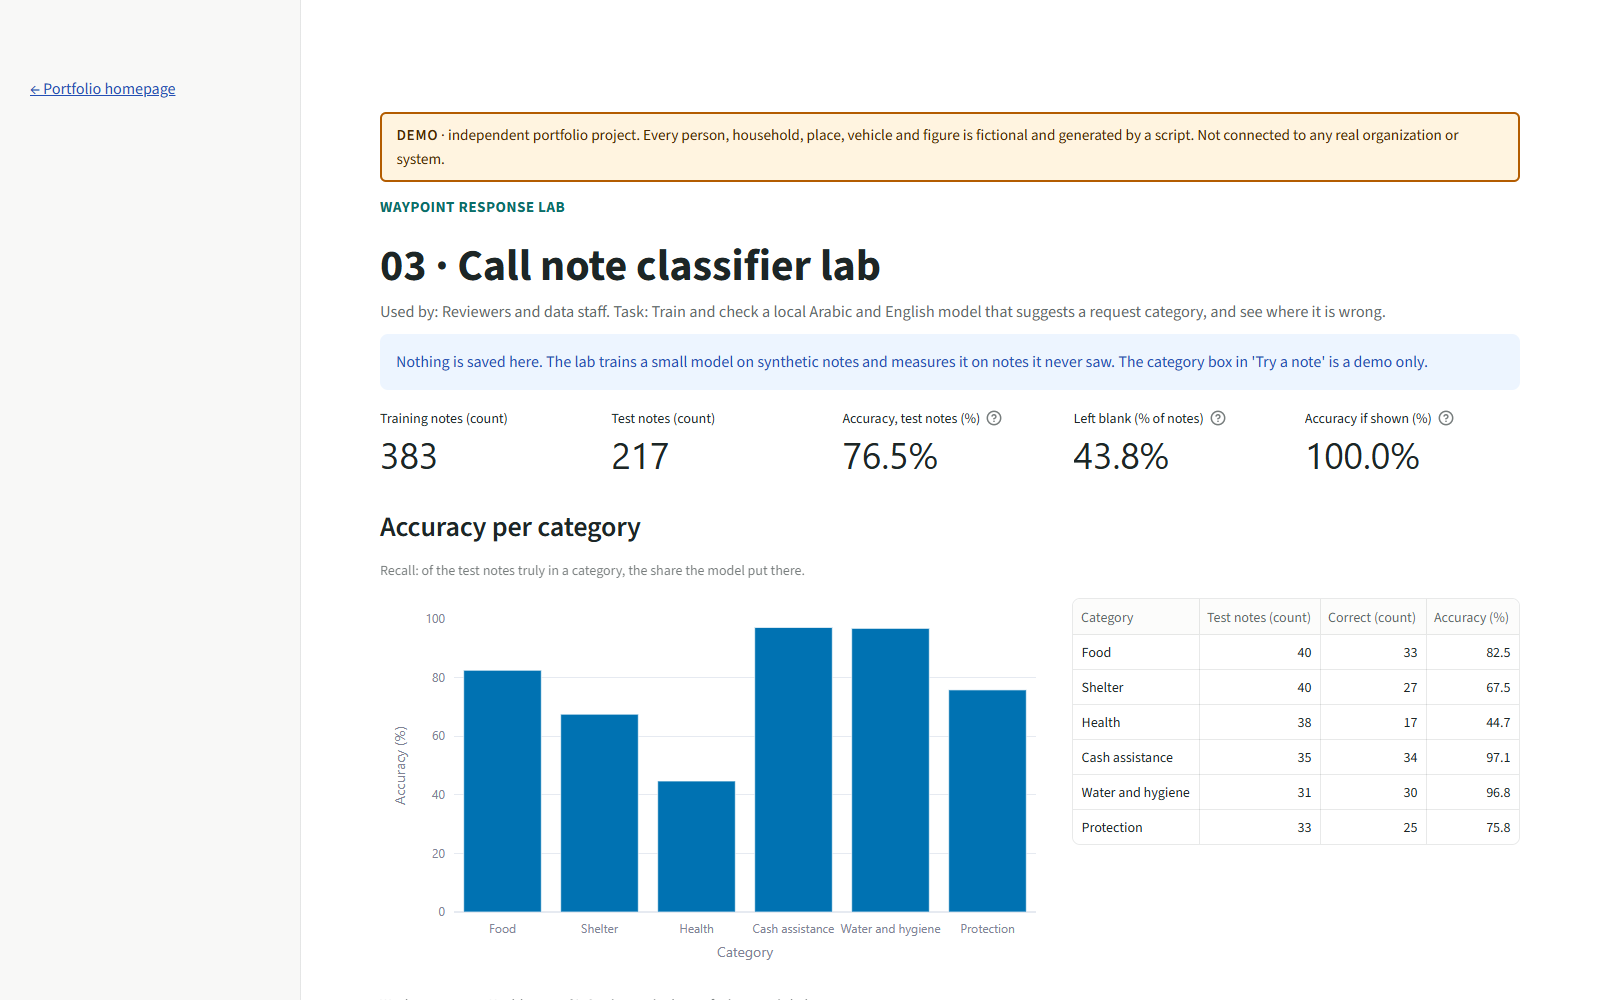 ← Portfolio homepage
DEMO · independent portfolio project. Every person, household, place, vehicle and figure is fictional and generated by a script. Not connected to any real organization or
system.
WAYPOINT RESPONSE LAB
03 · Call note classifier lab
Used by: Reviewers and data staff. Task: Train and check a local Arabic and English model that suggests a request category, and see where it is wrong.
Nothing is saved here. The lab trains a small model on synthetic notes and measures it on notes it never saw. The category box in 'Try a note' is a demo only.
Training notes (count)
383
Test notes (count)
217
Accuracy, test notes (%)
76.5%
Left blank (% of notes)
43.8%
Accuracy if shown (%)
100.0%
Accuracy per category
Recall: of the test notes truly in a category, the share the model put there.
100
80
60
40
20
0
Accuracy (%)
Food Shelter Health Cash assistance Water and hygiene Protection
Category
Category Test notes (count) Correct (count) Accuracy (%)
Food 40 33 82.5
Shelter 40 27 67.5
Health 38 17 44.7
Cash assistance 35 34 97.1
Water and hygiene 31 30 96.8
Protection 33 25 75.8